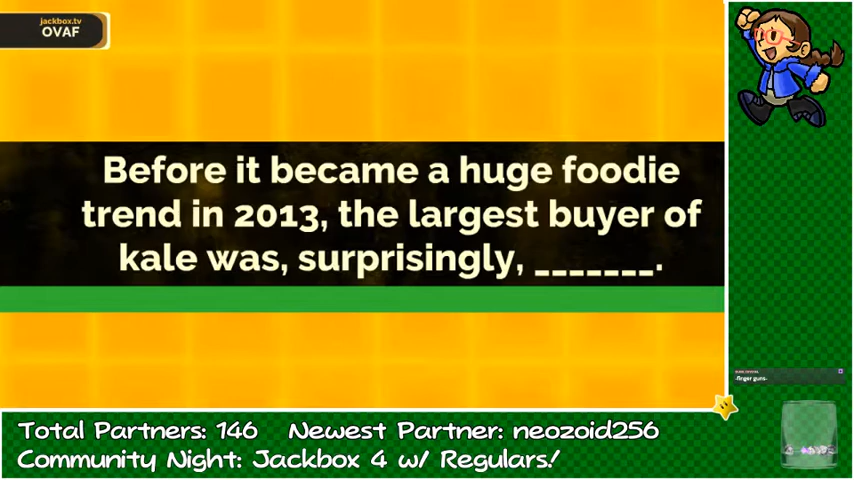 jackbox.tv
OVAF
Before it became a huge foodie
trend in 2013, the largest buyer of
kale was, surprisingly, _______.
-finger guns-
Total Partners: 146 Newest Partner: neozoid256
Community Night: Jackbox 4 w/ Regulars!